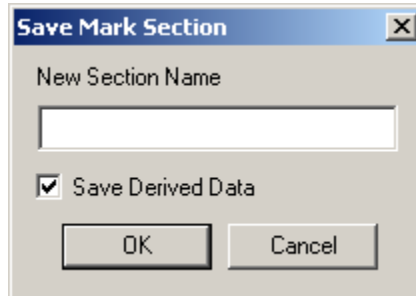 Save Mark Section
New Section Name
Save Derived Data
OK
Cancel